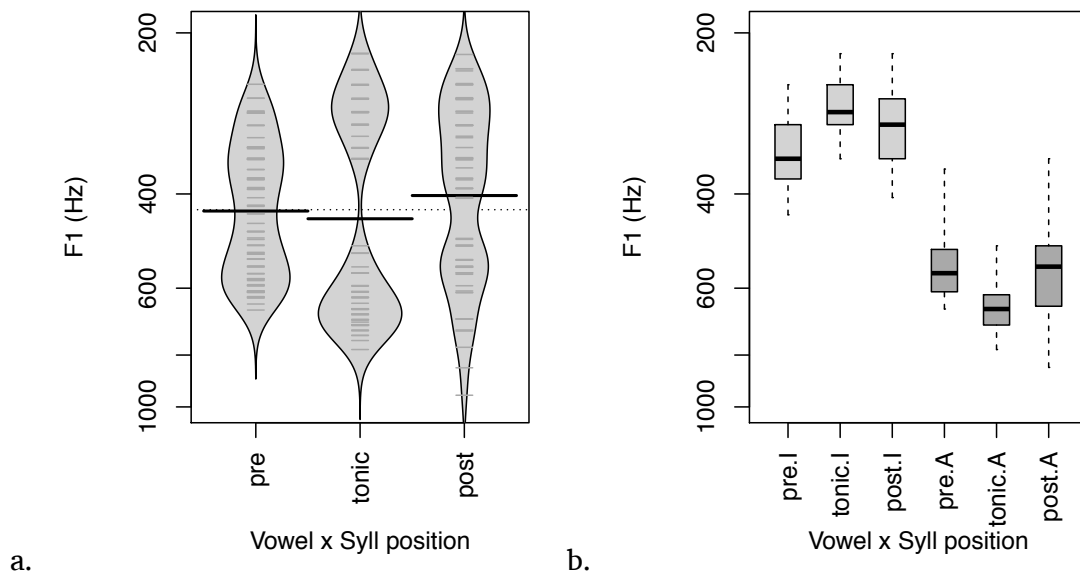 200
400
600
1000
F1 (Hz)
pre
tonic
post
Vowel x Syll position
a.
200
400
600
1000
F1 (Hz)
pre.I
tonic.I
post.I
pre.A
tonic.A
post.A
Vowel x Syll position
b.